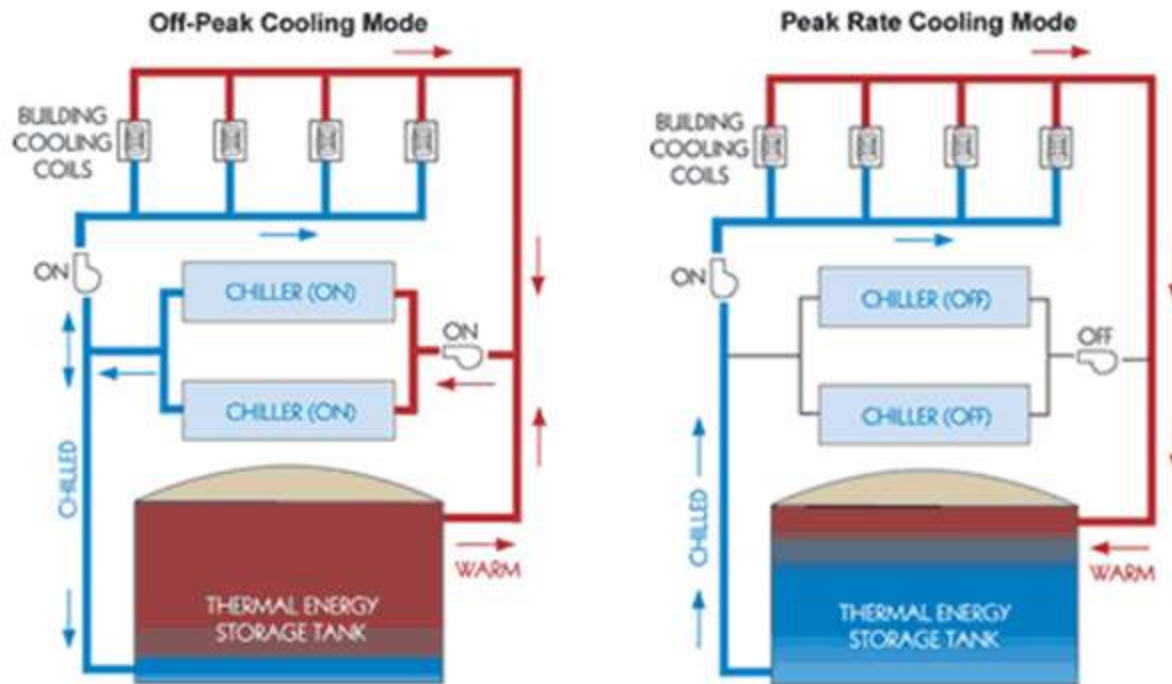 Off-Peak Cooling Mode
BUILDING
COOLING
COILS
ON
CHILLER (ON)
ON
CHILLER (ON)
CHILLED
WARM
THERMAL ENERGY
STORAGE TANK
Peak Rate Cooling Mode
BUILDING
COOLING
COILS
ON
CHILLER (OFF)
OFF
CHILLER (OFF)
CHILLED
WARM
THERMAL ENERGY
STORAGE TANK